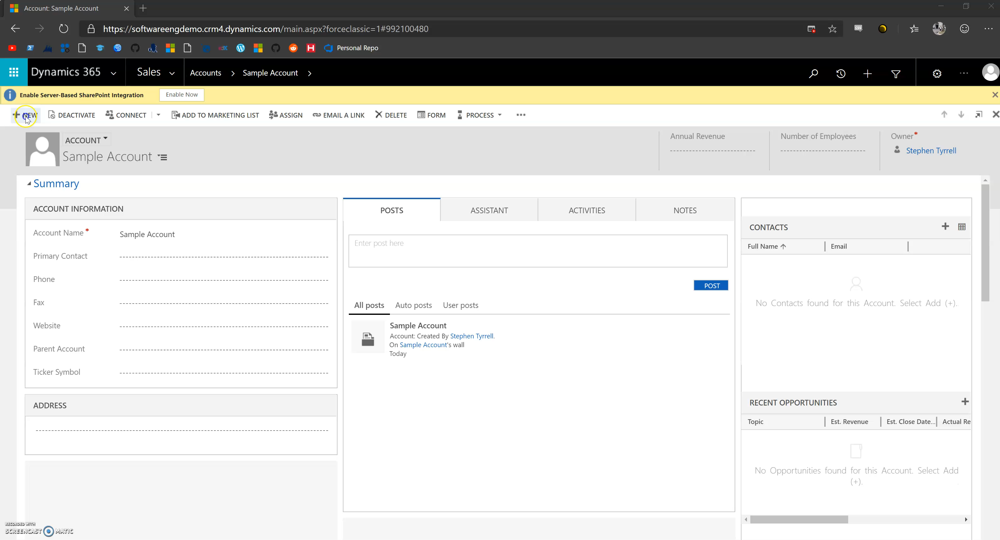 Account: Sample Account
https://softwareengdemo.crm4.dynamics.com/main.aspx?forceclassic=1#992100480
CSS
Personal Repo
Dynamics 365
Sales
Accounts > Sample Account >
Enable Server-Based SharePoint Integration
Enable Now
NEW
DEACTIVATE
CONNECT
ADD TO MARKETING LIST
ASSIGN
EMAIL A LINK
DELETE
FORM
PROCESS
ACCOUNT
Sample Account
Annual Revenue
Number of Employees
Owner*
Stephen Tyrrell
Summary
ACCOUNT INFORMATION
Account Name * Sample Account
Primary Contact
Phone
Fax
Website
Parent Account
Ticker Symbol
ADDRESS
POSTS
ASSISTANT
ACTIVITIES
NOTES
Enter post here
POST
All posts
Auto posts
User posts
Sample Account
Account: Created By Stephen Tyrrell.
On Sample Account's wall
Today
CONTACTS
Full Name
Email
No Contacts found for this Account. Select Add (+).
RECENT OPPORTUNITIES
Topic
Est. Revenue
Est. Close Date...
Actual Re
No Opportunities found for this Account. Select Add
(+).
RECORDED WITH
SCREENCAST MATIC